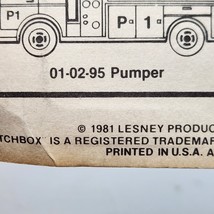 P1 P 1
01-02-95 Pumper
© 1981 LESNEY PRODUC
TCHBOX IS A REGISTERED TRADEMAR
PRINTED IN U.S.A. A